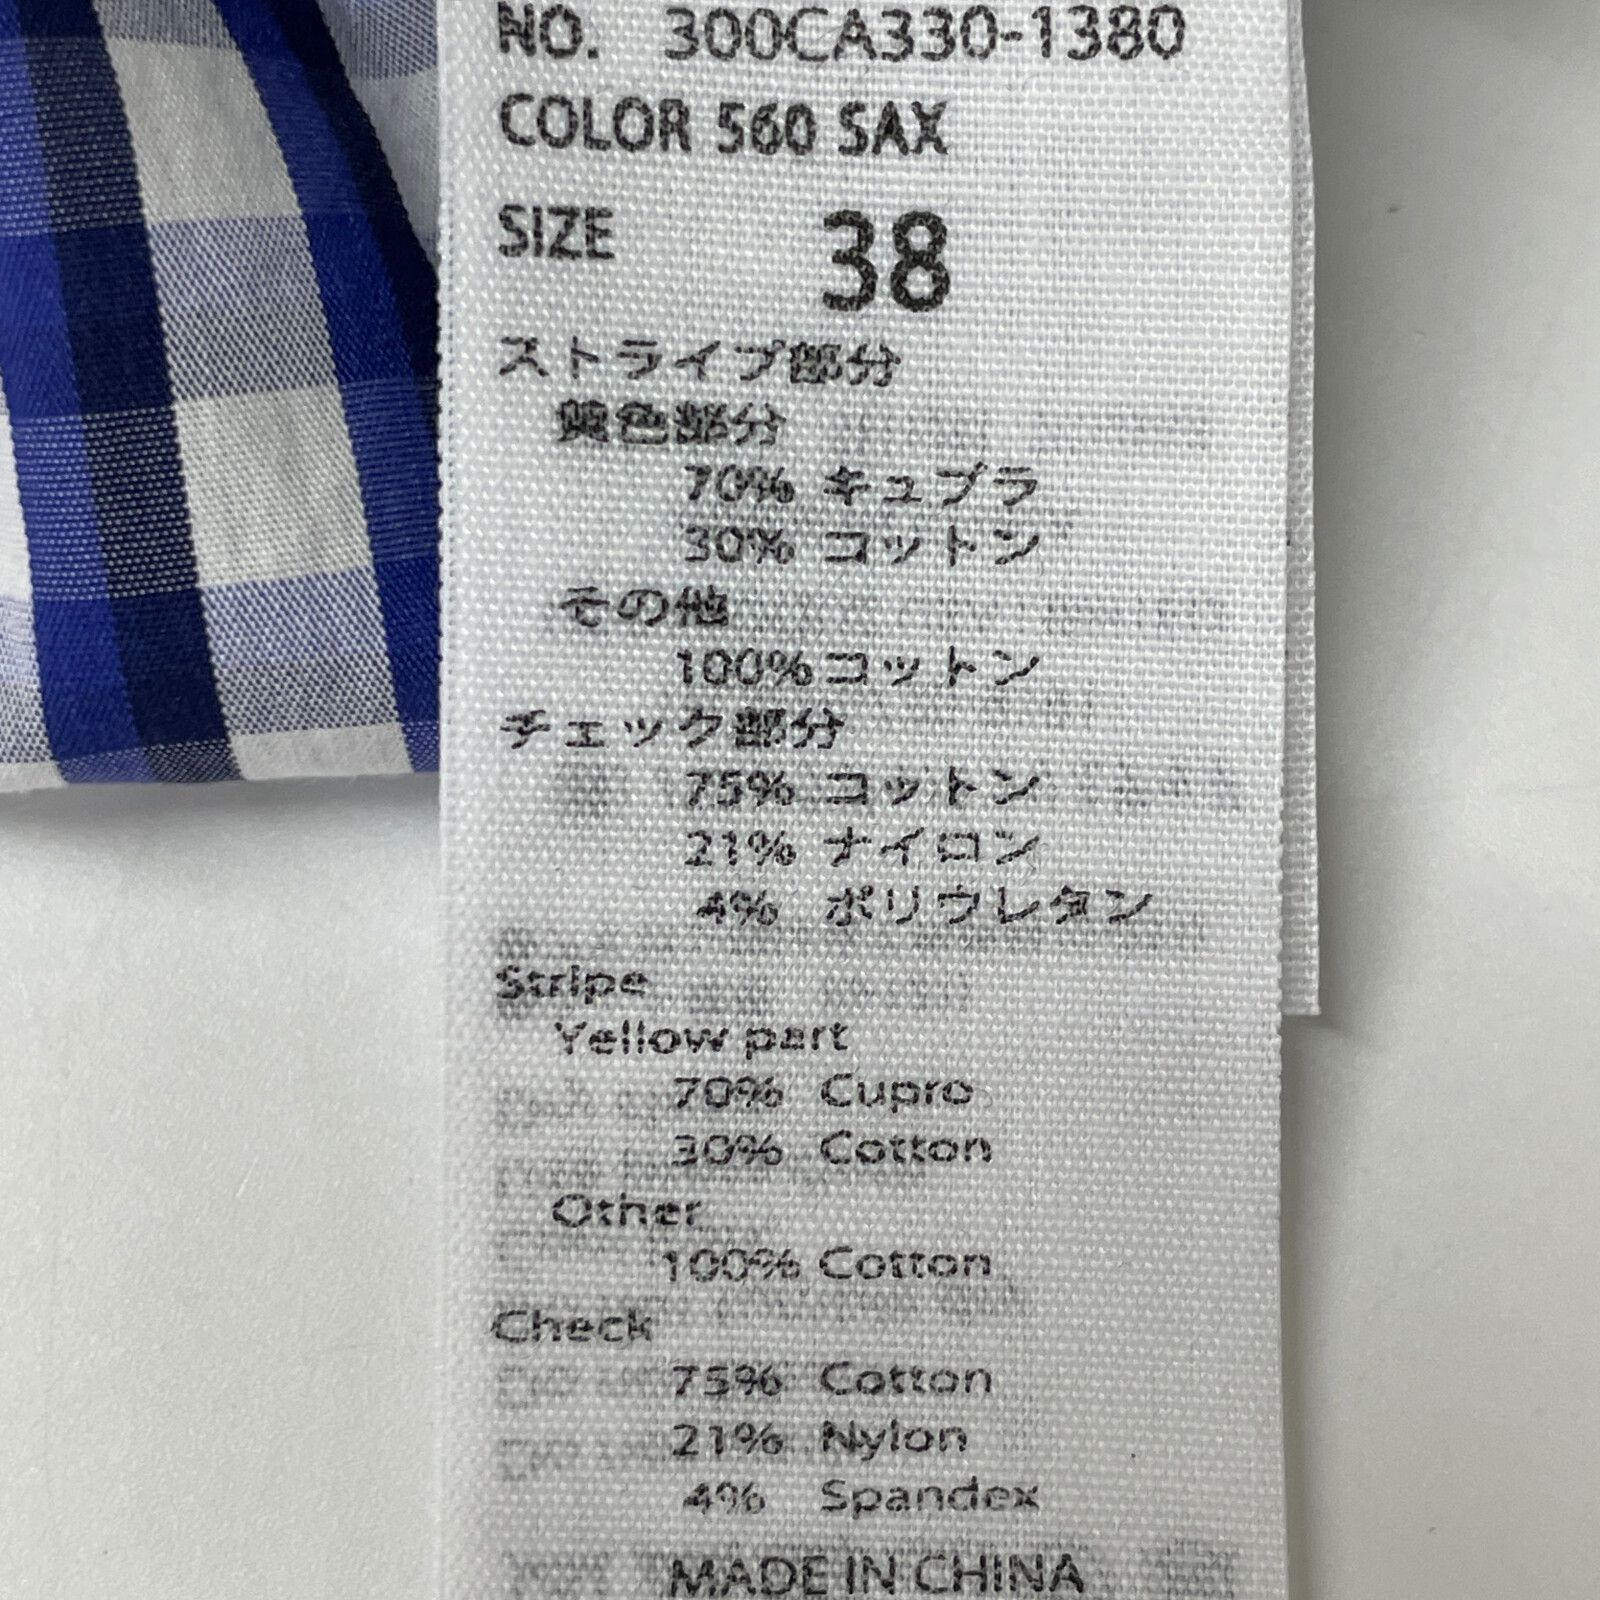 NO. 300CA330-1380
COLOR 560 SAX
SIZE 38
ストライプ部分
黄色部分
70% キュプラ
30% コットン
その他
100% コットン
チェック部分
75% コットン
21% ナイロン
4% ポリウレタン
Stripe
Yellow part
70% Cupro
30% Cotton
Other
100% Cotton
Check
75% Cotton
21% Nylon
4% Spandex
MADE IN CHINA